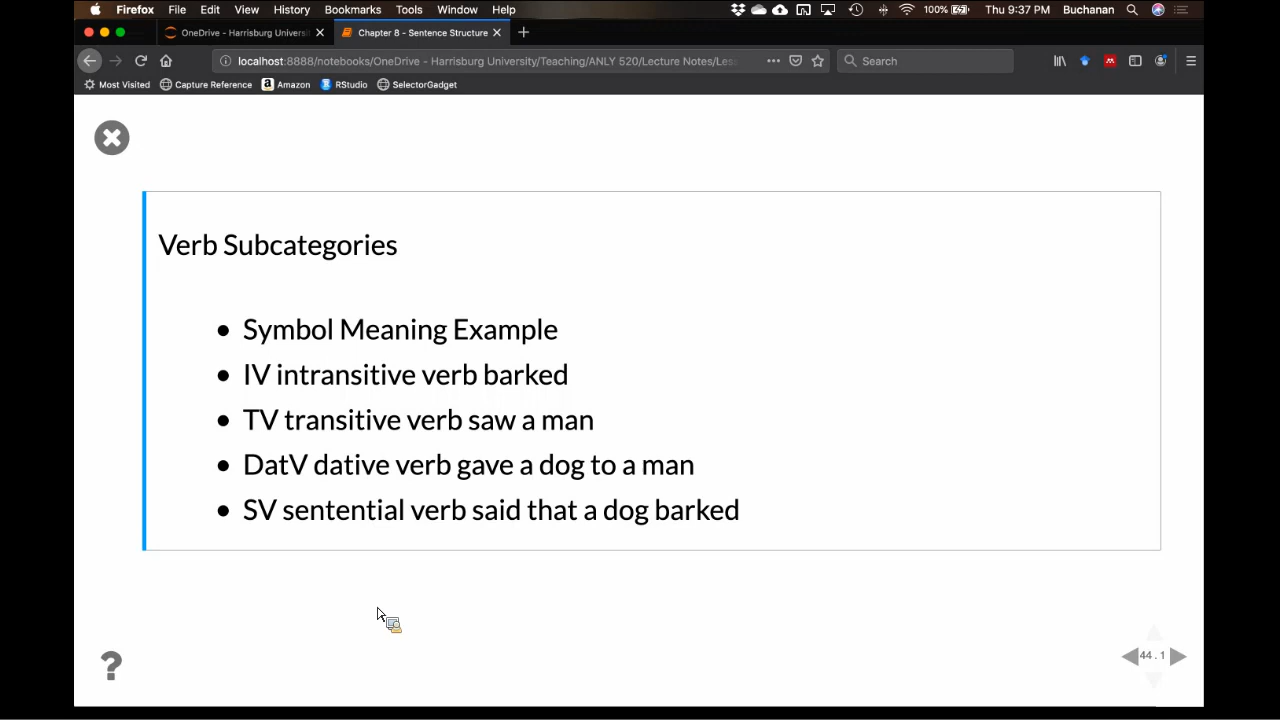 Firefox File Edit View History Bookmarks Tools Window Help 100% Thu 9:37 PM Buchanan
OneDrive - Harrisburg Universi Chapter 8 - Sentence Structure
localhost:8888/notebooks/OneDrive - Harrisburg University/Teaching/ANLY 520/Lecture Notes/Les Search
Most Visited Capture Reference Amazon RStudio SelectorGadget
Verb Subcategories
• Symbol Meaning Example
• IV intransitive verb barked
• TV transitive verb saw a man
• DatV dative verb gave a dog to a man
• SV sentential verb said that a dog barked
?
44 . 1